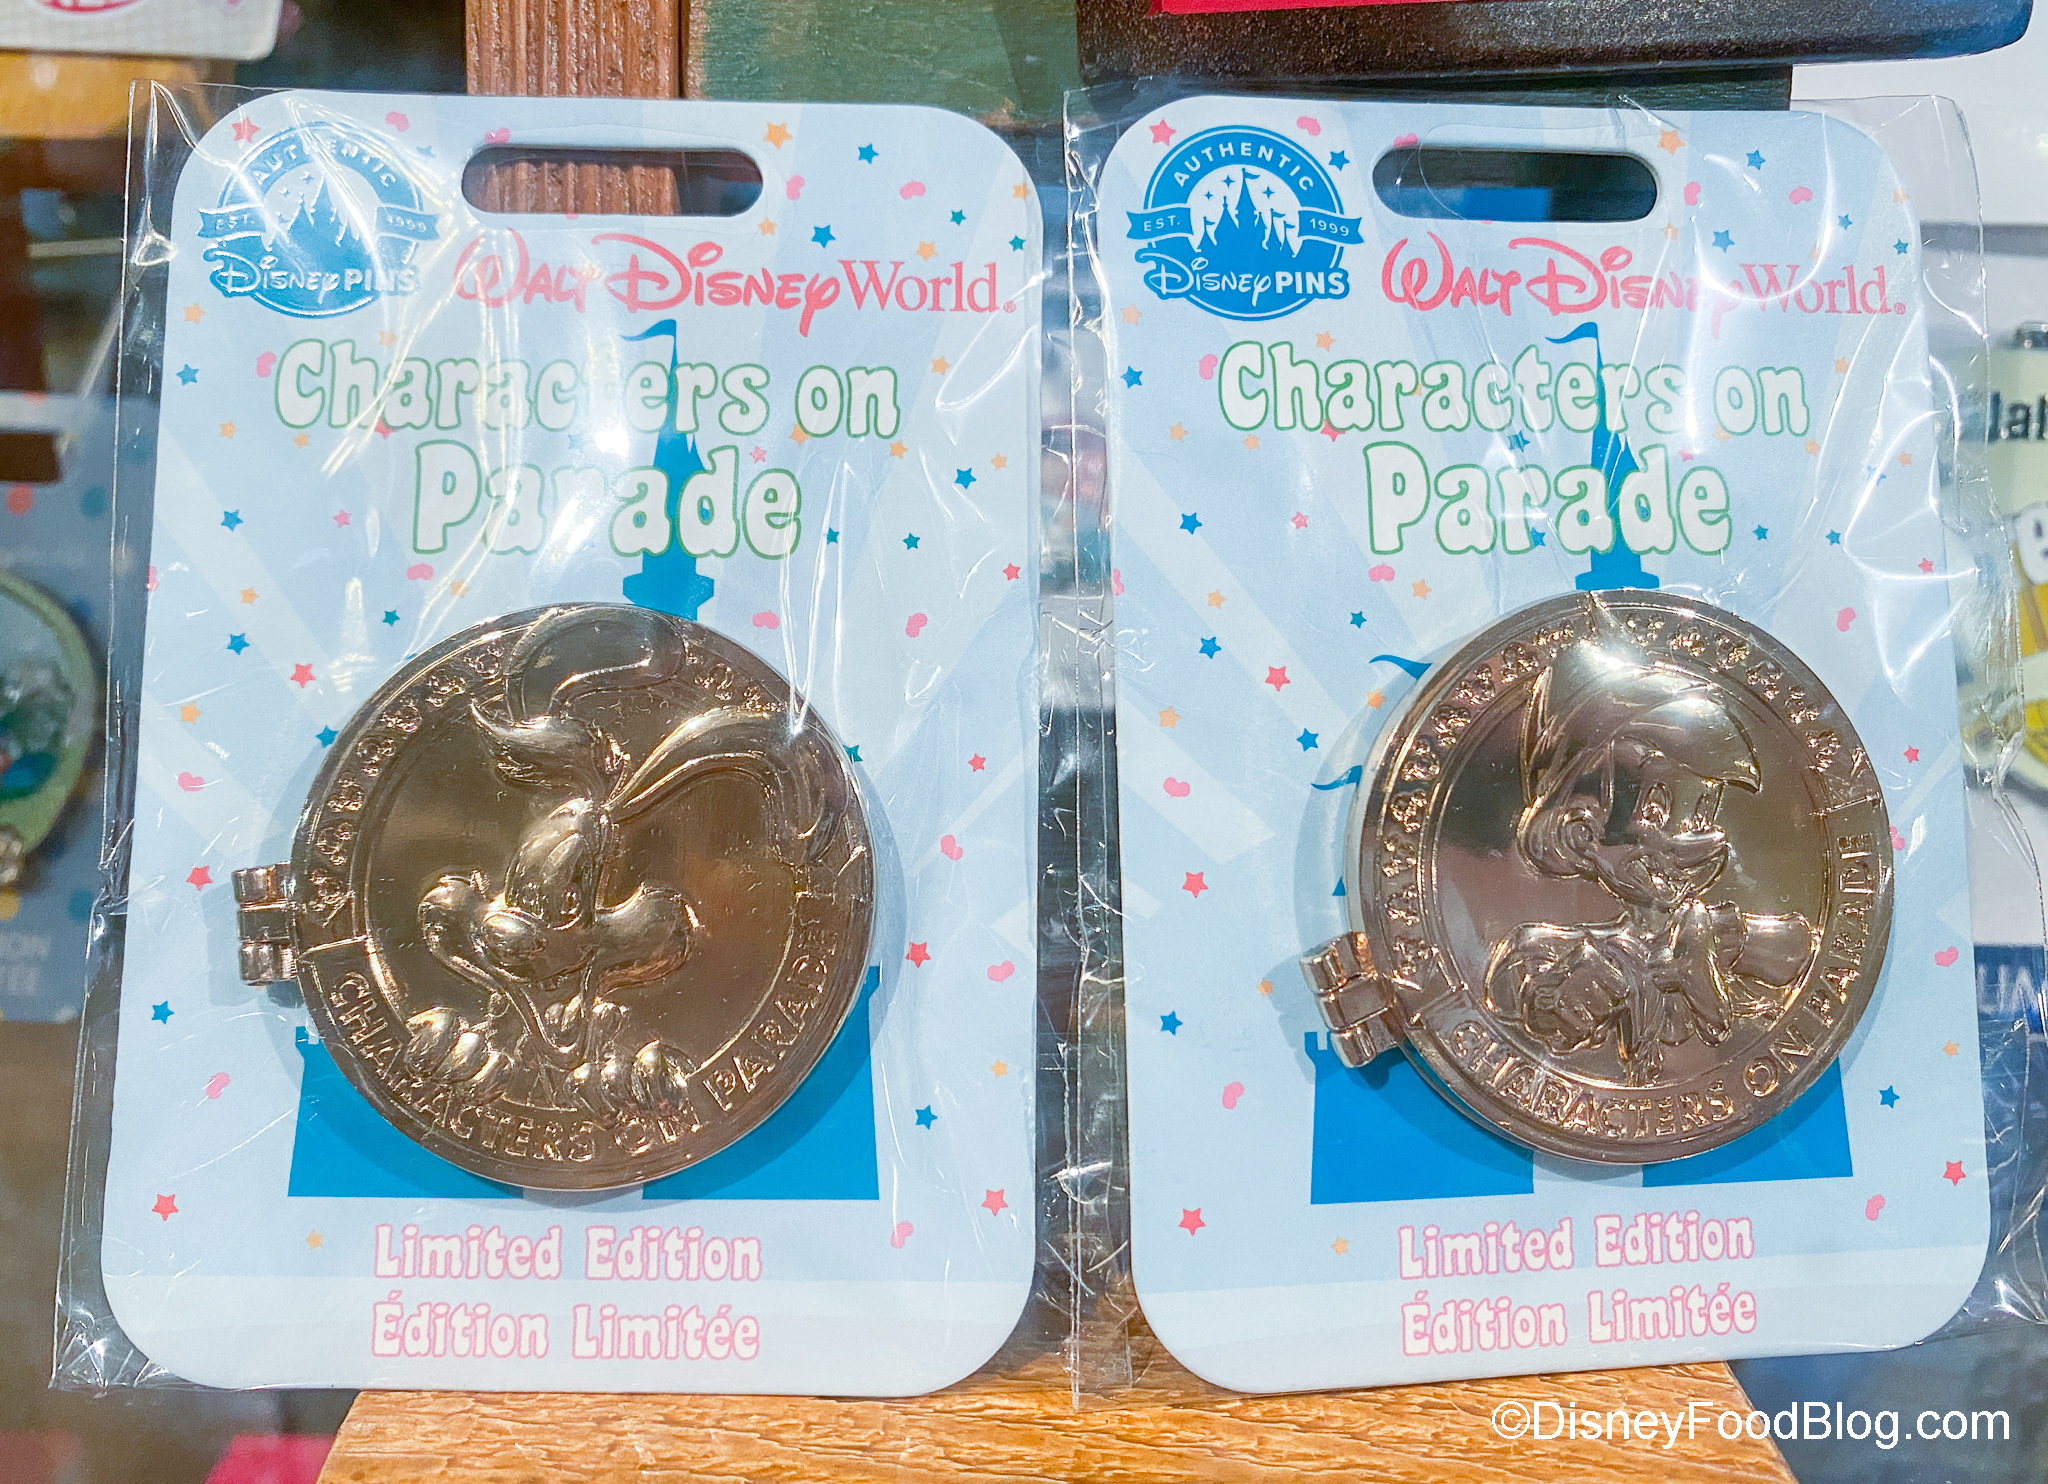 AUTHENTIC
EST. 1999
Disney PINS
Walt Disney World®
Characters on
Parade
CHARACTERS ON PARADE
Limited Edition
Édition Limitée
AUTHENTIC
EST. 1999
Disney PINS
Walt Disney World®
Characters on
Parade
CHARACTERS ON PARADE
Limited Edition
Édition Limitée
©DisneyFoodBlog.com